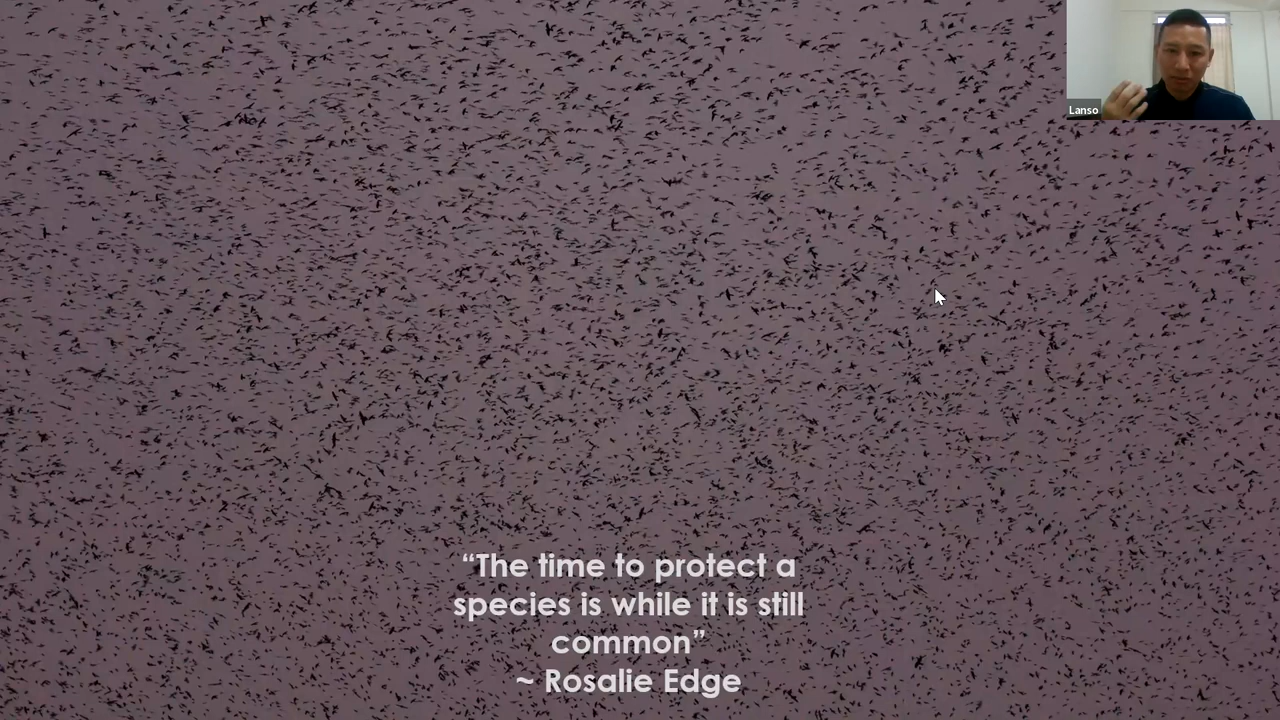 Lanso
“The time to protect a
species is while it is still
common”
~ Rosalie Edge